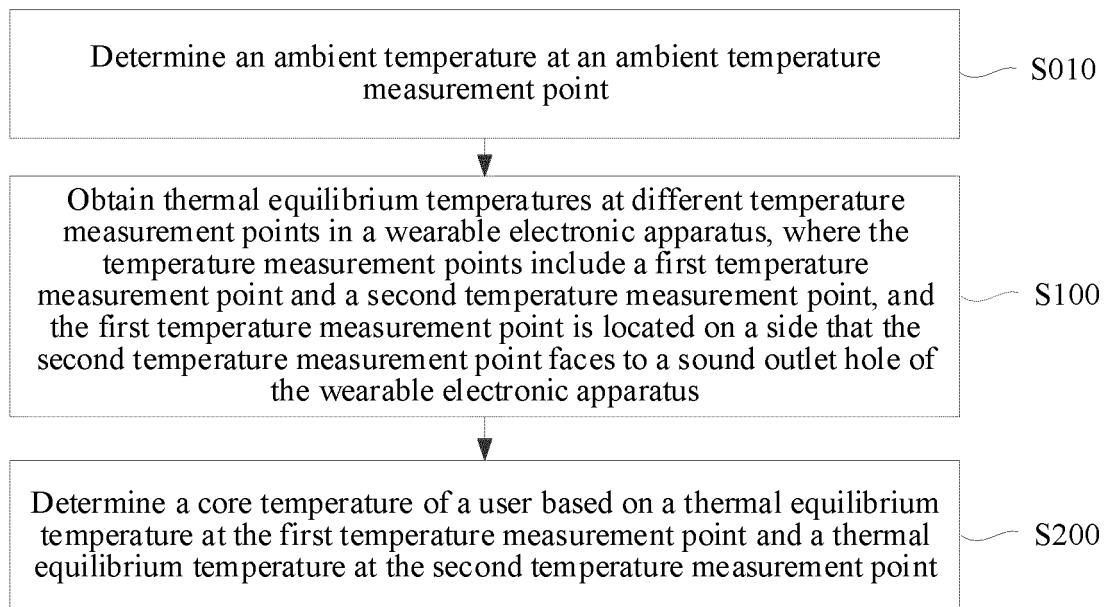 Determine an ambient temperature at an ambient temperature
measurement point
S010
Obtain thermal equilibrium temperatures at different temperature
measurement points in a wearable electronic apparatus, where the
temperature measurement points include a first temperature
measurement point and a second temperature measurement point, and
the first temperature measurement point is located on a side that the
second temperature measurement point faces to a sound outlet hole of
the wearable electronic apparatus
S100
Determine a core temperature of a user based on a thermal equilibrium
temperature at the first temperature measurement point and a thermal
equilibrium temperature at the second temperature measurement point
S200